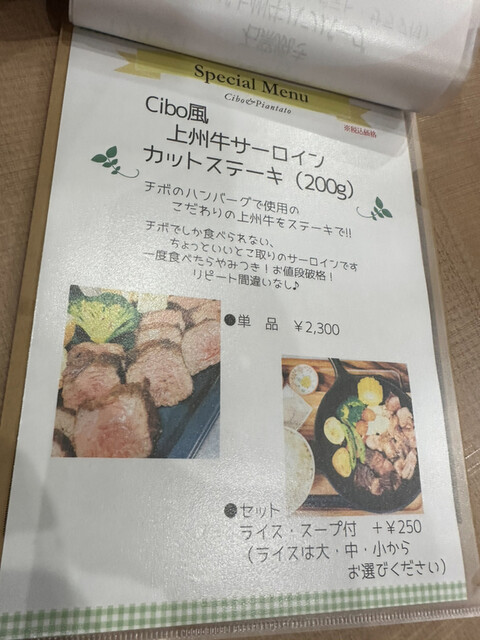 Special Menu
Cibo&Piantato
※税込価格
Cibo風
上州牛サーロイン
カットステーキ（200g）
チボのハンバーグで使用の
こだわりの上州牛をステーキで!!
チボでしか食べられない、
ちょっといいとこ取りのサーロインです
一度食べたらやみつき！お値段破格！
リピート間違いなし♪
●単　品　￥2,300
●セット
ライス・スープ付　＋￥250
（ライスは大・中・小から
お選びください）